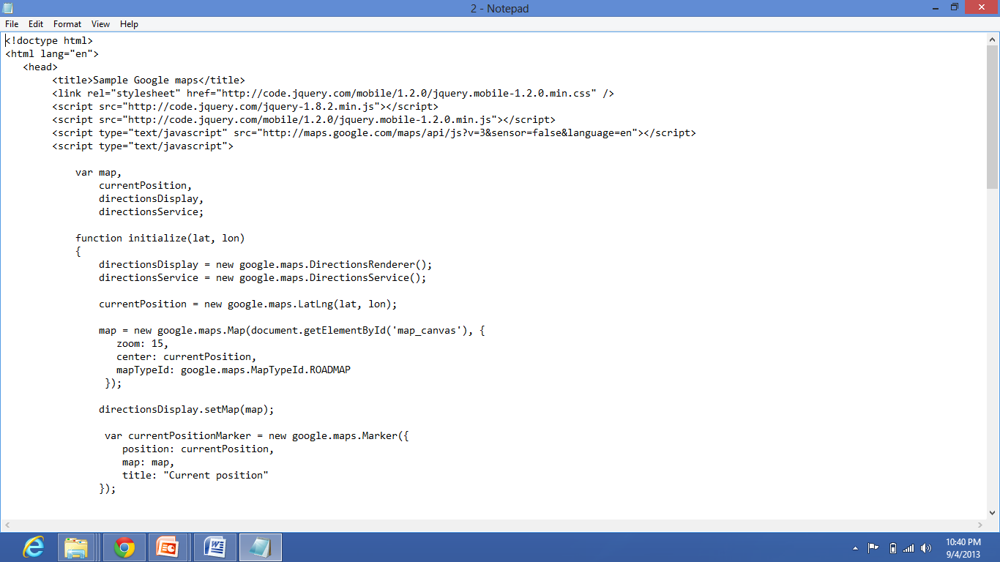 2 - Notepad
File Edit Format View Help
<!doctype html>
<html lang="en">
   <head>
        <title>Sample Google maps</title>
        <link rel="stylesheet" href="http://code.jquery.com/mobile/1.2.0/jquery.mobile-1.2.0.min.css" />
        <script src="http://code.jquery.com/jquery-1.8.2.min.js"></script>
        <script src="http://code.jquery.com/mobile/1.2.0/jquery.mobile-1.2.0.min.js"></script>
        <script type="text/javascript" src="http://maps.google.com/maps/api/js?v=3&sensor=false&language=en"></script>
        <script type="text/javascript">

            var map,
                currentPosition,
                directionsDisplay,
                directionsService;

            function initialize(lat, lon)
            {
                directionsDisplay = new google.maps.DirectionsRenderer();
                directionsService = new google.maps.DirectionsService();

                currentPosition = new google.maps.LatLng(lat, lon);

                map = new google.maps.Map(document.getElementById('map_canvas'), {
                   zoom: 15,
                   center: currentPosition,
                   mapTypeId: google.maps.MapTypeId.ROADMAP
                 });

                directionsDisplay.setMap(map);

                 var currentPositionMarker = new google.maps.Marker({
                    position: currentPosition,
                    map: map,
                    title: "Current position"
                });
10:40 PM
9/4/2013